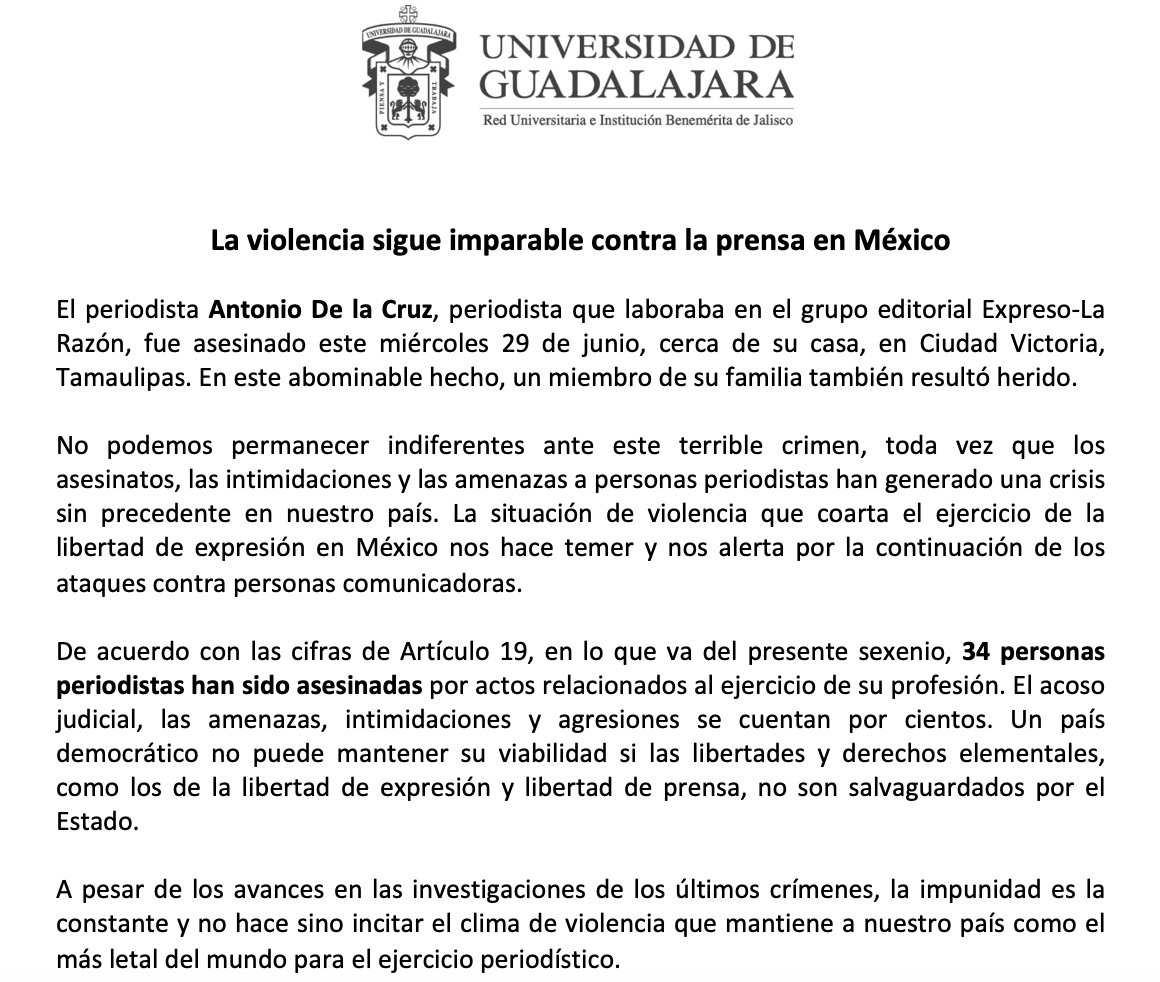 UNIVERSIDAD DE GUADALAJARA
PIENSA Y
TRABAJA
UNIVERSIDAD DE
GUADALAJARA
Red Universitaria e Institución Benemérita de Jalisco
La violencia sigue imparable contra la prensa en México
El periodista Antonio De la Cruz, periodista que laboraba en el grupo editorial Expreso-La
Razón, fue asesinado este miércoles 29 de junio, cerca de su casa, en Ciudad Victoria,
Tamaulipas. En este abominable hecho, un miembro de su familia también resultó herido.
No podemos permanecer indiferentes ante este terrible crimen, toda vez que los
asesinatos, las intimidaciones y las amenazas a personas periodistas han generado una crisis
sin precedente en nuestro país. La situación de violencia que coarta el ejercicio de la
libertad de expresión en México nos hace temer y nos alerta por la continuación de los
ataques contra personas comunicadoras.
De acuerdo con las cifras de Artículo 19, en lo que va del presente sexenio, 34 personas
periodistas han sido asesinadas por actos relacionados al ejercicio de su profesión. El acoso
judicial, las amenazas, intimidaciones y agresiones se cuentan por cientos. Un país
democrático no puede mantener su viabilidad si las libertades y derechos elementales,
como los de la libertad de expresión y libertad de prensa, no son salvaguardados por el
Estado.
A pesar de los avances en las investigaciones de los últimos crímenes, la impunidad es la
constante y no hace sino incitar el clima de violencia que mantiene a nuestro país como el
más letal del mundo para el ejercicio periodístico.